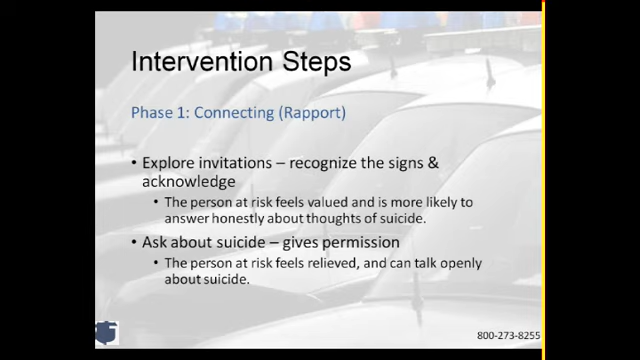 Intervention Steps
Phase 1: Connecting (Rapport)
• Explore invitations – recognize the signs &
acknowledge
• The person at risk feels valued and is more likely to
answer honestly about thoughts of suicide.
• Ask about suicide – gives permission
• The person at risk feels relieved, and can talk openly
about suicide.
800-273-8255